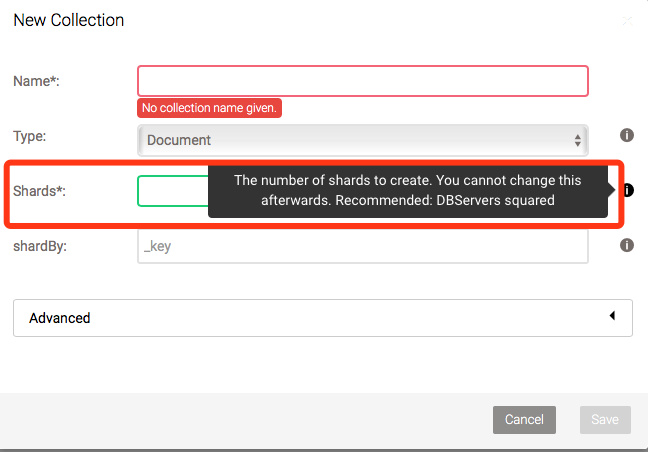 New Collection
Name*:
No collection name given.
Type:
Document
Shards*:
The number of shards to create. You cannot change this
afterwards. Recommended: DBServers squared
shardBy:
_key
Advanced
Cancel
Save